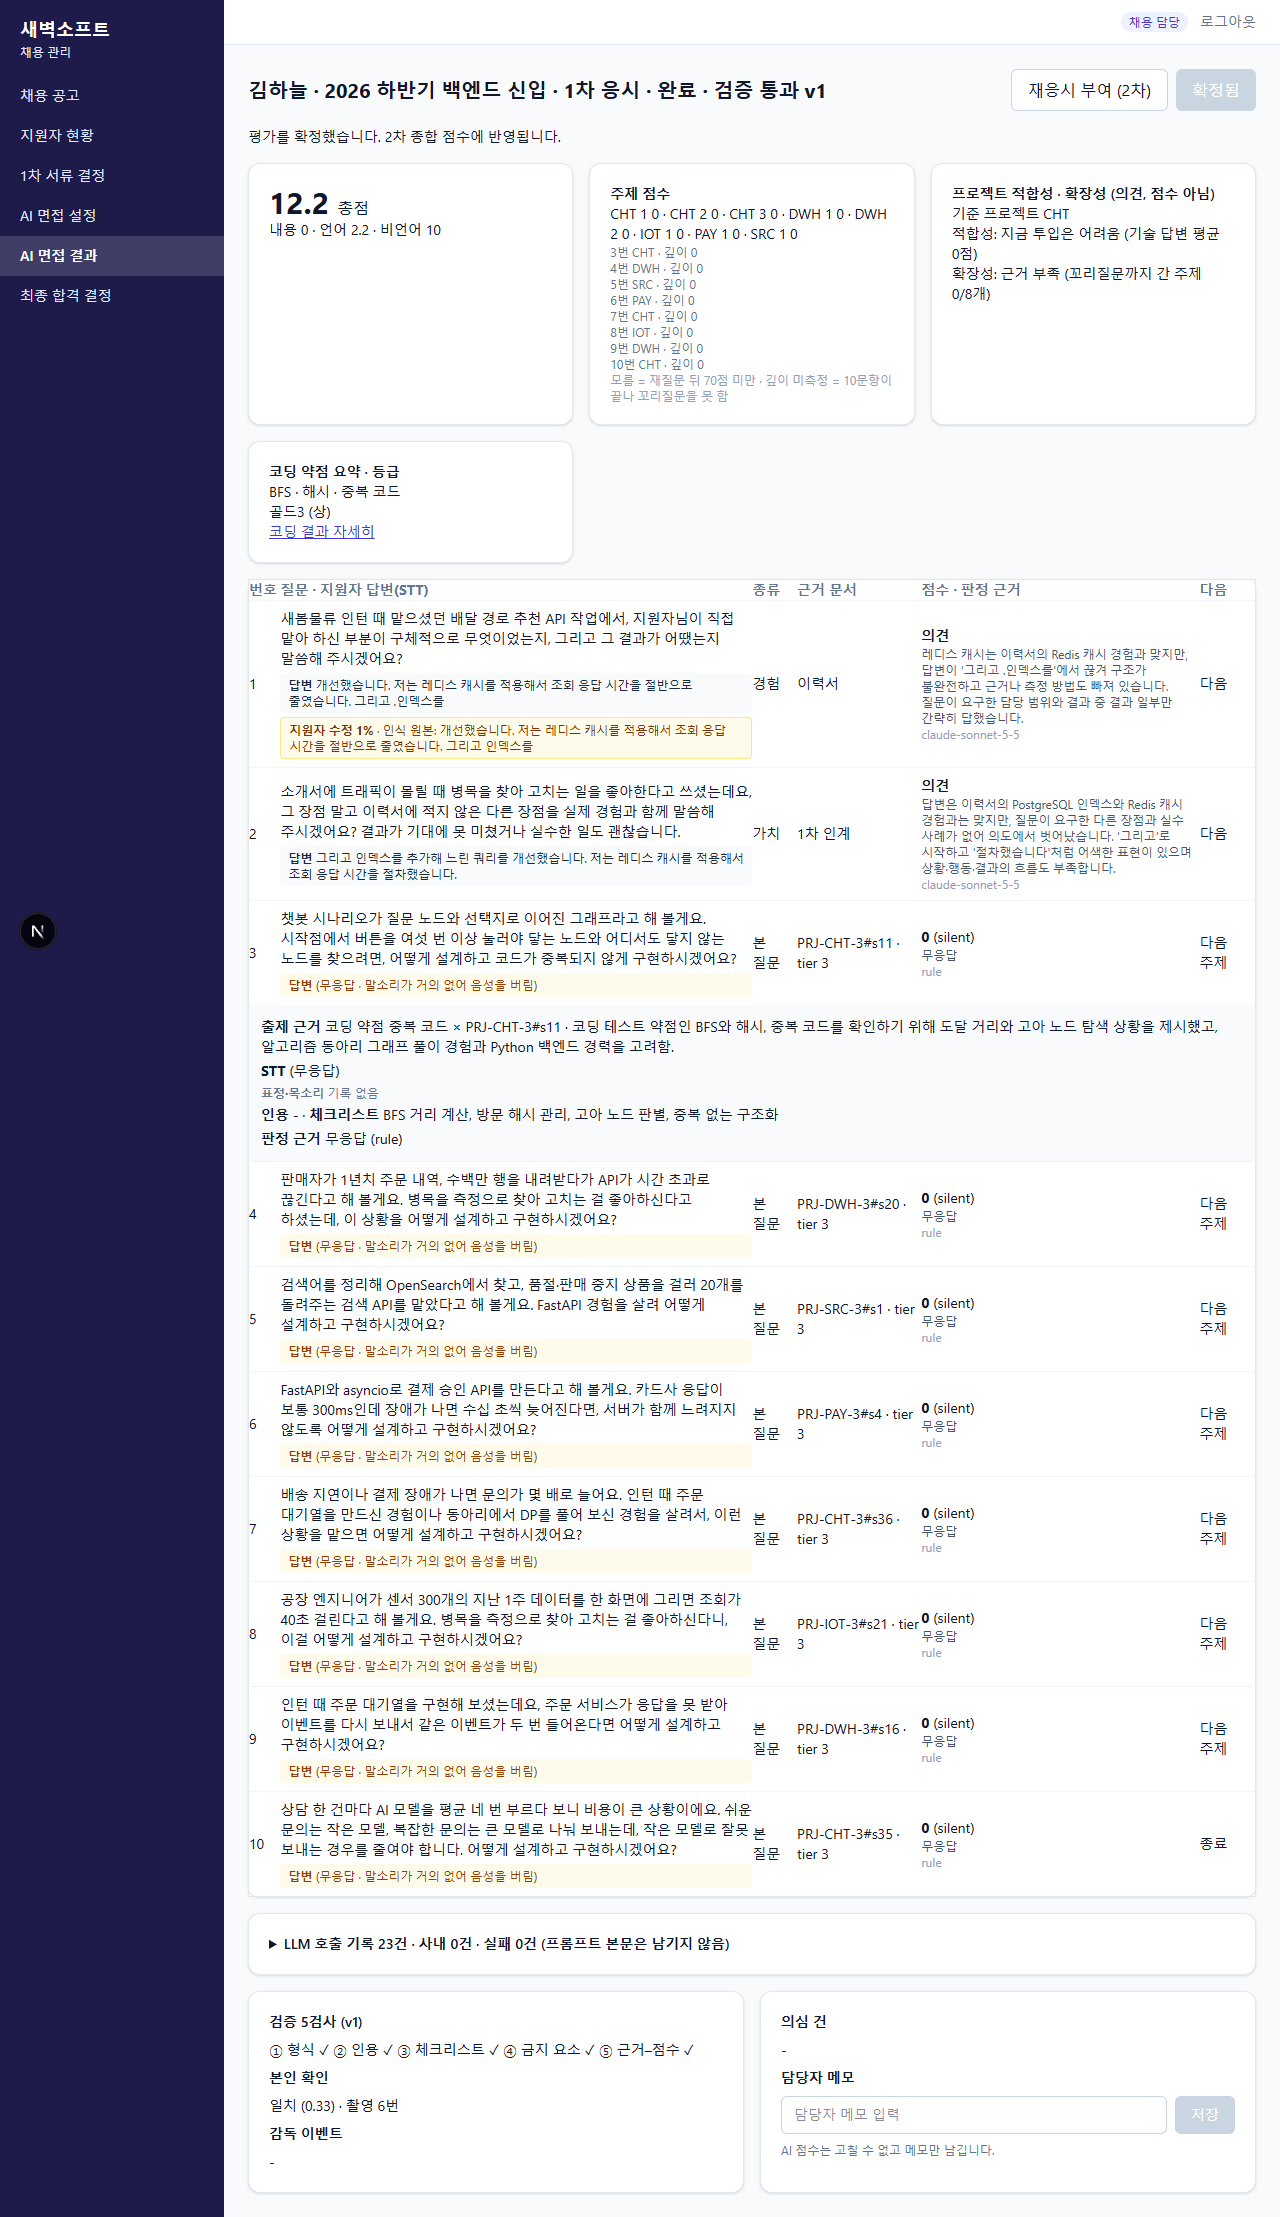 새벽소프트
채용 관리
채용 공고
지원자 현황
1차 서류 결정
AI 면접 설정
AI 면접 결과
최종 합격 결정
채용 담당
로그아웃
김하늘 · 2026 하반기 백엔드 신입 · 1차 응시 · 완료 · 검증 통과 v1
재응시 부여 (2차)
확정됨
평가를 확정했습니다. 2차 종합 점수에 반영됩니다.
12.2 총점
내용 0 · 언어 2.2 · 비언어 10
주제 점수
CHT 1 0 · CHT 2 0 · CHT 3 0 · DWH 1 0 · DWH
2 0 · IOT 1 0 · PAY 1 0 · SRC 1 0
3번 CHT · 깊이 0
4번 DWH · 깊이 0
5번 SRC · 깊이 0
6번 PAY · 깊이 0
7번 CHT · 깊이 0
8번 IOT · 깊이 0
9번 DWH · 깊이 0
10번 CHT · 깊이 0
모름 = 재질문 뒤 70점 미만 · 깊이 미측정 = 10문항이
끝나 꼬리질문을 못 함
프로젝트 적합성 · 확장성 (의견, 점수 아님)
기준 프로젝트 CHT
적합성: 지금 투입은 어려움 (기술 답변 평균
0점)
확장성: 근거 부족 (꼬리질문까지 간 주제
0/8개)
코딩 약점 요약 · 등급
BFS · 해시 · 중복 코드
골드3 (상)
코딩 결과 자세히
번호 질문 · 지원자 답변(STT) 종류 근거 문서 점수 · 판정 근거 다음
1
새봄물류 인턴 때 맡으셨던 배달 경로 추천 API 작업에서, 지원자님이 직접
맡아 하신 부분이 구체적으로 무엇이었는지, 그리고 그 결과가 어땠는지
말씀해 주시겠어요?
답변 개선했습니다. 저는 레디스 캐시를 적용해서 조회 응답 시간을 절반으로
줄였습니다. 그리고 .인덱스를
지원자 수정 1% · 인식 원본: 개선했습니다. 저는 레디스 캐시를 적용해서 조회 응답
시간을 절반으로 줄였습니다. 그리고 인덱스를
경험
이력서
의견
레디스 캐시는 이력서의 Redis 캐시 경험과 맞지만,
답변이 '그리고 .인덱스를'에서 끊겨 구조가
불완전하고 근거나 측정 방법도 빠져 있습니다.
질문이 요구한 담당 범위와 결과 중 결과 일부만
간략히 답했습니다.
claude-sonnet-5-5
다음
2
소개서에 트래픽이 몰릴 때 병목을 찾아 고치는 일을 좋아한다고 쓰셨는데요,
그 장점 말고 이력서에 적지 않은 다른 장점을 실제 경험과 함께 말씀해
주시겠어요? 결과가 기대에 못 미쳤거나 실수한 일도 괜찮습니다.
답변 그리고 인덱스를 추가해 느린 쿼리를 개선했습니다. 저는 레디스 캐시를 적용해서
조회 응답 시간을 절차했습니다.
가치
1차 인계
의견
답변은 이력서의 PostgreSQL 인덱스와 Redis 캐시
경험과는 맞지만, 질문이 요구한 다른 장점과 실수
사례가 없어 의도에서 벗어났습니다. '그리고'로
시작하고 '절차했습니다'처럼 어색한 표현이 있으며
상황·행동·결과의 흐름도 부족합니다.
claude-sonnet-5-5
다음
3
챗봇 시나리오가 질문 노드와 선택지로 이어진 그래프라고 해 볼게요.
시작점에서 버튼을 여섯 번 이상 눌러야 닿는 노드와 어디서도 닿지 않는
노드를 찾으려면, 어떻게 설계하고 코드가 중복되지 않게 구현하시겠어요?
답변 (무응답 · 말소리가 거의 없어 음성을 버림)
본
질문
PRJ-CHT-3#s11 ·
tier 3
0 (silent)
무응답
rule
다음
주제
출제 근거 코딩 약점 중복 코드 × PRJ-CHT-3#s11 · 코딩 테스트 약점인 BFS와 해시, 중복 코드를 확인하기 위해 도달 거리와 고아 노드 탐색 상황을 제시했고,
알고리즘 동아리 그래프 풀이 경험과 Python 백엔드 경력을 고려함.
STT (무응답)
표정·목소리 기록 없음
인용 - · 체크리스트 BFS 거리 계산, 방문 해시 관리, 고아 노드 판별, 중복 없는 구조화
판정 근거 무응답 (rule)
4
판매자가 1년치 주문 내역, 수백만 행을 내려받다가 API가 시간 초과로
끊긴다고 해 볼게요. 병목을 측정으로 찾아 고치는 걸 좋아하신다고
하셨는데, 이 상황을 어떻게 설계하고 구현하시겠어요?
답변 (무응답 · 말소리가 거의 없어 음성을 버림)
본
질문
PRJ-DWH-3#s20 ·
tier 3
0 (silent)
무응답
rule
다음
주제
5
검색어를 정리해 OpenSearch에서 찾고, 품절·판매 중지 상품을 걸러 20개를
돌려주는 검색 API를 맡았다고 해 볼게요. FastAPI 경험을 살려 어떻게
설계하고 구현하시겠어요?
답변 (무응답 · 말소리가 거의 없어 음성을 버림)
본
질문
PRJ-SRC-3#s1 · tier
3
0 (silent)
무응답
rule
다음
주제
6
FastAPI와 asyncio로 결제 승인 API를 만든다고 해 볼게요. 카드사 응답이
보통 300ms인데 장애가 나면 수십 초씩 늦어진다면, 서버가 함께 느려지지
않도록 어떻게 설계하고 구현하시겠어요?
답변 (무응답 · 말소리가 거의 없어 음성을 버림)
본
질문
PRJ-PAY-3#s4 · tier
3
0 (silent)
무응답
rule
다음
주제
7
배송 지연이나 결제 장애가 나면 문의가 몇 배로 늘어요. 인턴 때 주문
대기열을 만드신 경험이나 동아리에서 DP를 풀어 보신 경험을 살려서, 이런
상황을 맡으면 어떻게 설계하고 구현하시겠어요?
답변 (무응답 · 말소리가 거의 없어 음성을 버림)
본
질문
PRJ-CHT-3#s36 ·
tier 3
0 (silent)
무응답
rule
다음
주제
8
공장 엔지니어가 센서 300개의 지난 1주 데이터를 한 화면에 그리면 조회가
40초 걸린다고 해 볼게요. 병목을 측정으로 찾아 고치는 걸 좋아하신다니,
이걸 어떻게 설계하고 구현하시겠어요?
답변 (무응답 · 말소리가 거의 없어 음성을 버림)
본
질문
PRJ-IOT-3#s21 · tier
3
0 (silent)
무응답
rule
다음
주제
9
인턴 때 주문 대기열을 구현해 보셨는데요, 주문 서비스가 응답을 못 받아
이벤트를 다시 보내서 같은 이벤트가 두 번 들어온다면 어떻게 설계하고
구현하시겠어요?
답변 (무응답 · 말소리가 거의 없어 음성을 버림)
본
질문
PRJ-DWH-3#s16 ·
tier 3
0 (silent)
무응답
rule
다음
주제
10
상담 한 건마다 AI 모델을 평균 네 번 부르다 보니 비용이 큰 상황이에요. 쉬운
문의는 작은 모델, 복잡한 문의는 큰 모델로 나눠 보내는데, 작은 모델로 잘못
보내는 경우를 줄여야 합니다. 어떻게 설계하고 구현하시겠어요?
답변 (무응답 · 말소리가 거의 없어 음성을 버림)
본
질문
PRJ-CHT-3#s35 ·
tier 3
0 (silent)
무응답
rule
종료
▶ LLM 호출 기록 23건 · 사내 0건 · 실패 0건 (프롬프트 본문은 남기지 않음)
검증 5검사 (v1)
① 형식 ✓ ② 인용 ✓ ③ 체크리스트 ✓ ④ 금지 요소 ✓ ⑤ 근거–점수 ✓
본인 확인
일치 (0.33) · 촬영 6번
감독 이벤트
-
의심 건
-
담당자 메모
담당자 메모 입력
저장
AI 점수는 고칠 수 없고 메모만 남깁니다.
N